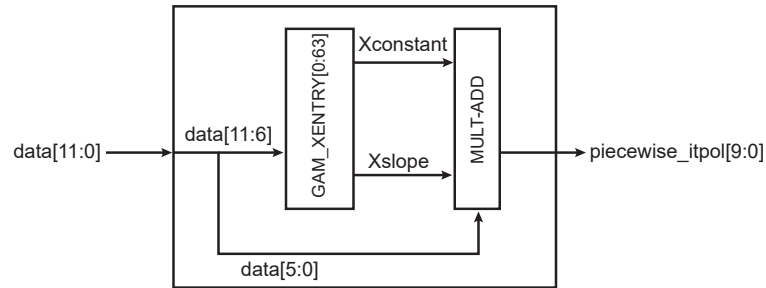 Xconstant
GAM_XENTRY[0:63]
MULT-ADD
data[11:6]
data[11:0]
piecewise_itpol[9:0]
Xslope
data[5:0]